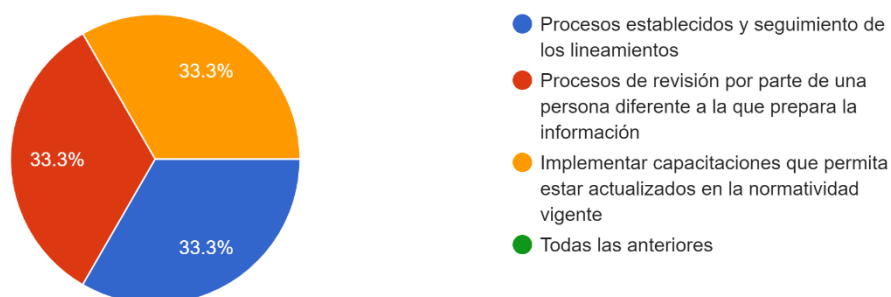 33.3%
33.3%
33.3%
Procesos establecidos y seguimiento de
los lineamientos
Procesos de revisión por parte de una
persona diferente a la que prepara la
información
Implementar capacitaciones que permita
estar actualizados en la normatividad
vigente
Todas las anteriores